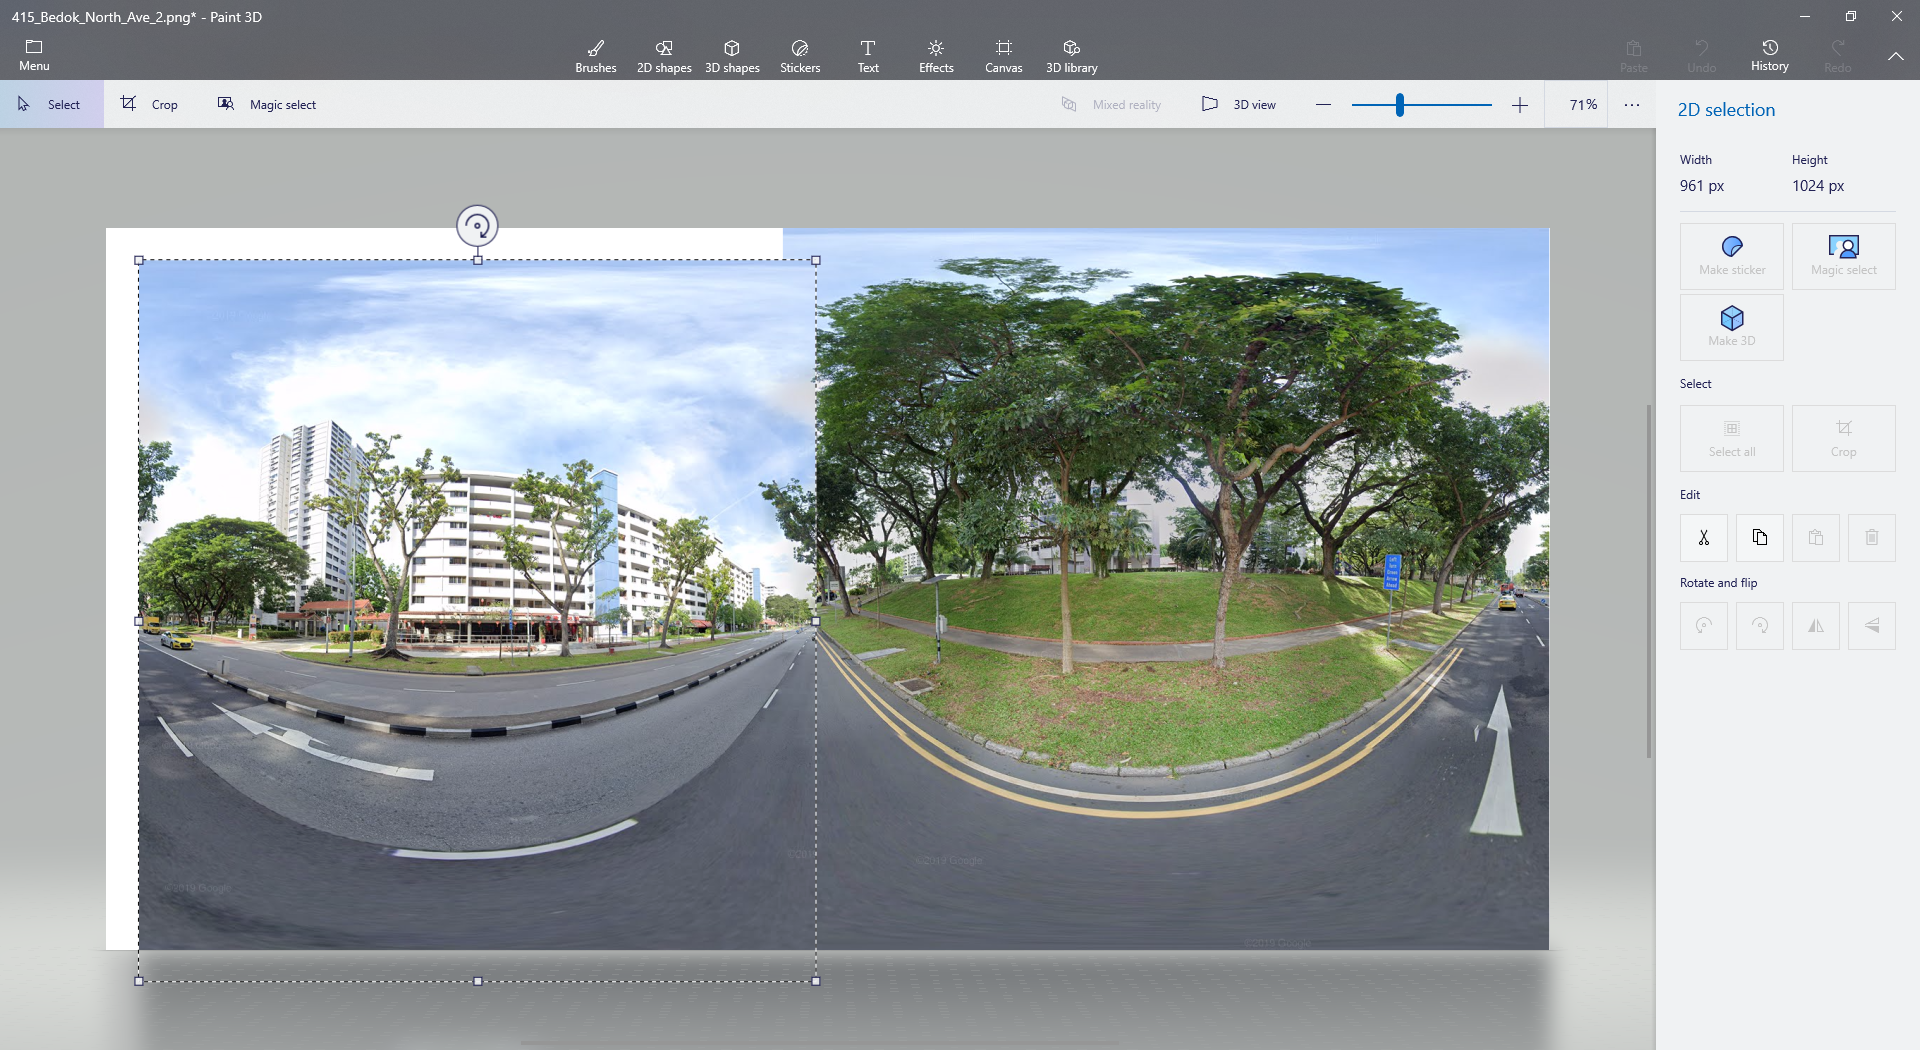 415_Bedok_North_Ave_2.png* - Paint 3D
Menu
Brushes
2D shapes
3D shapes
Stickers
Text
Effects
Canvas
3D library
Paste
Undo
History
Redo
Select
Crop
Magic select
Mixed reality
3D view
71%
2D selection
Width
Height
961 px
1024 px
Make sticker
Magic select
Make 3D
Select
Select all
Crop
Edit
Rotate and flip
©2019 Google
©2019 Google
©2019 Google
©2019 Google